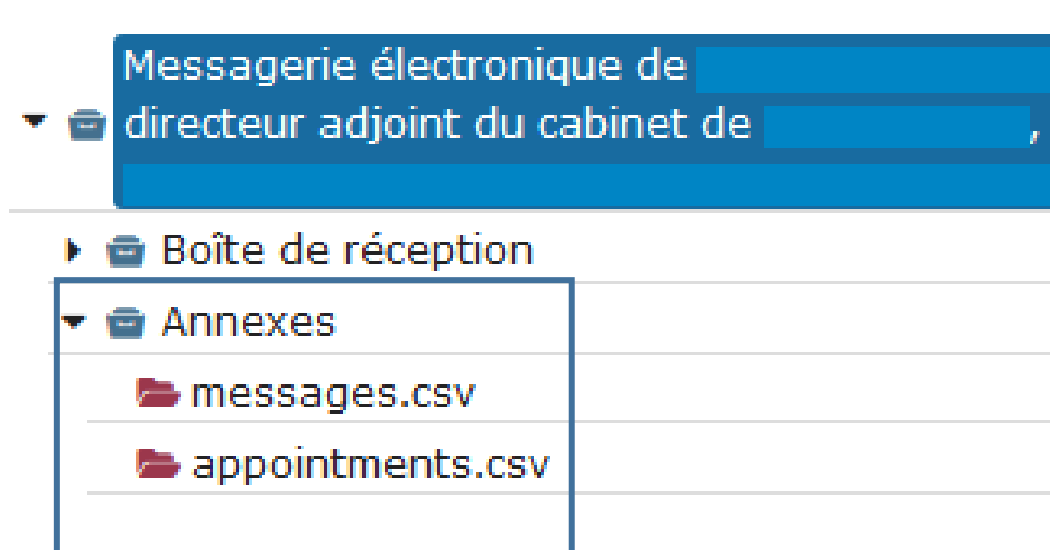 Messagerie électronique de
directeur adjoint du cabinet de ,
Boîte de réception
Annexes
messages.csv
appointments.csv